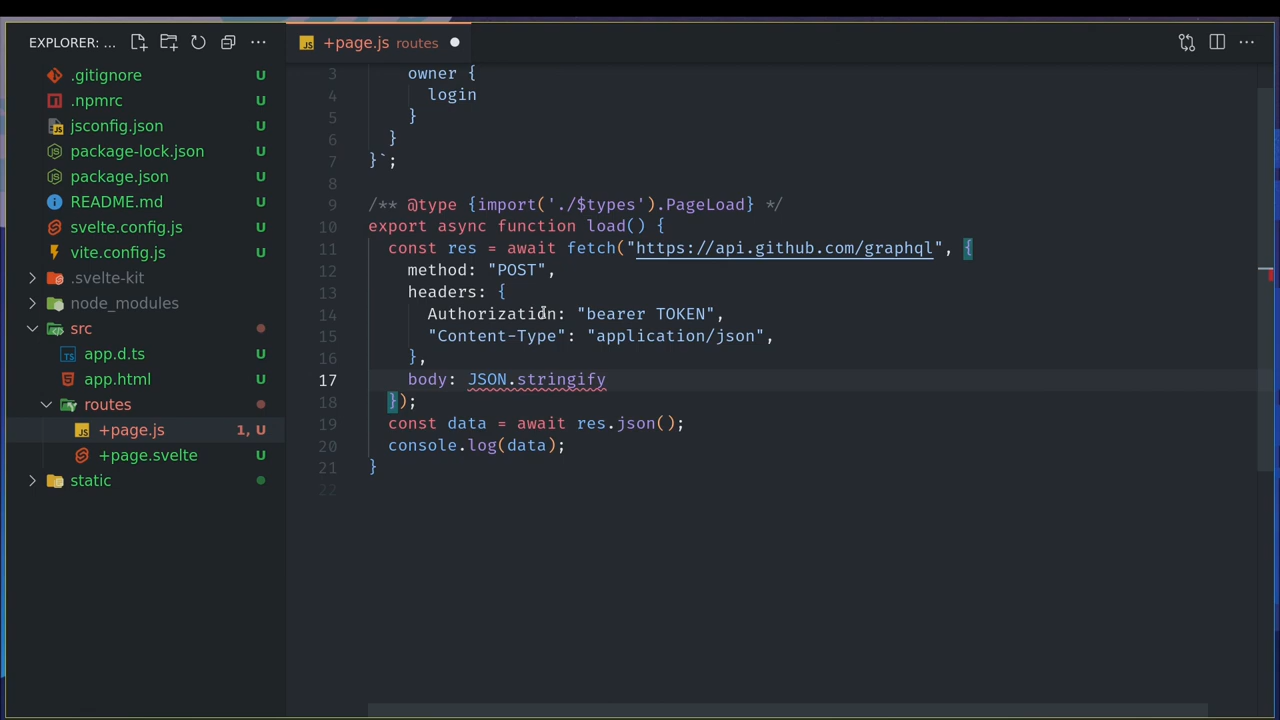 EXPLORER: ...
.gitignore U
.npmrc U
jsconfig.json U
package-lock.json U
package.json U
README.md U
svelte.config.js U
vite.config.js U
.svelte-kit
node_modules
src
app.d.ts U
app.html U
routes
+page.js 1, U
+page.svelte U
static
+page.js routes
3 owner {
4 login
5 }
6 }
7 }`;
8
9 /** @type {import('./$types').PageLoad} */
10 export async function load() {
11 const res = await fetch("https://api.github.com/graphql", {
12 method: "POST",
13 headers: {
14 Authorization: "bearer TOKEN",
15 "Content-Type": "application/json",
16 },
17 body: JSON.stringify
18 });
19 const data = await res.json();
20 console.log(data);
21 }
22